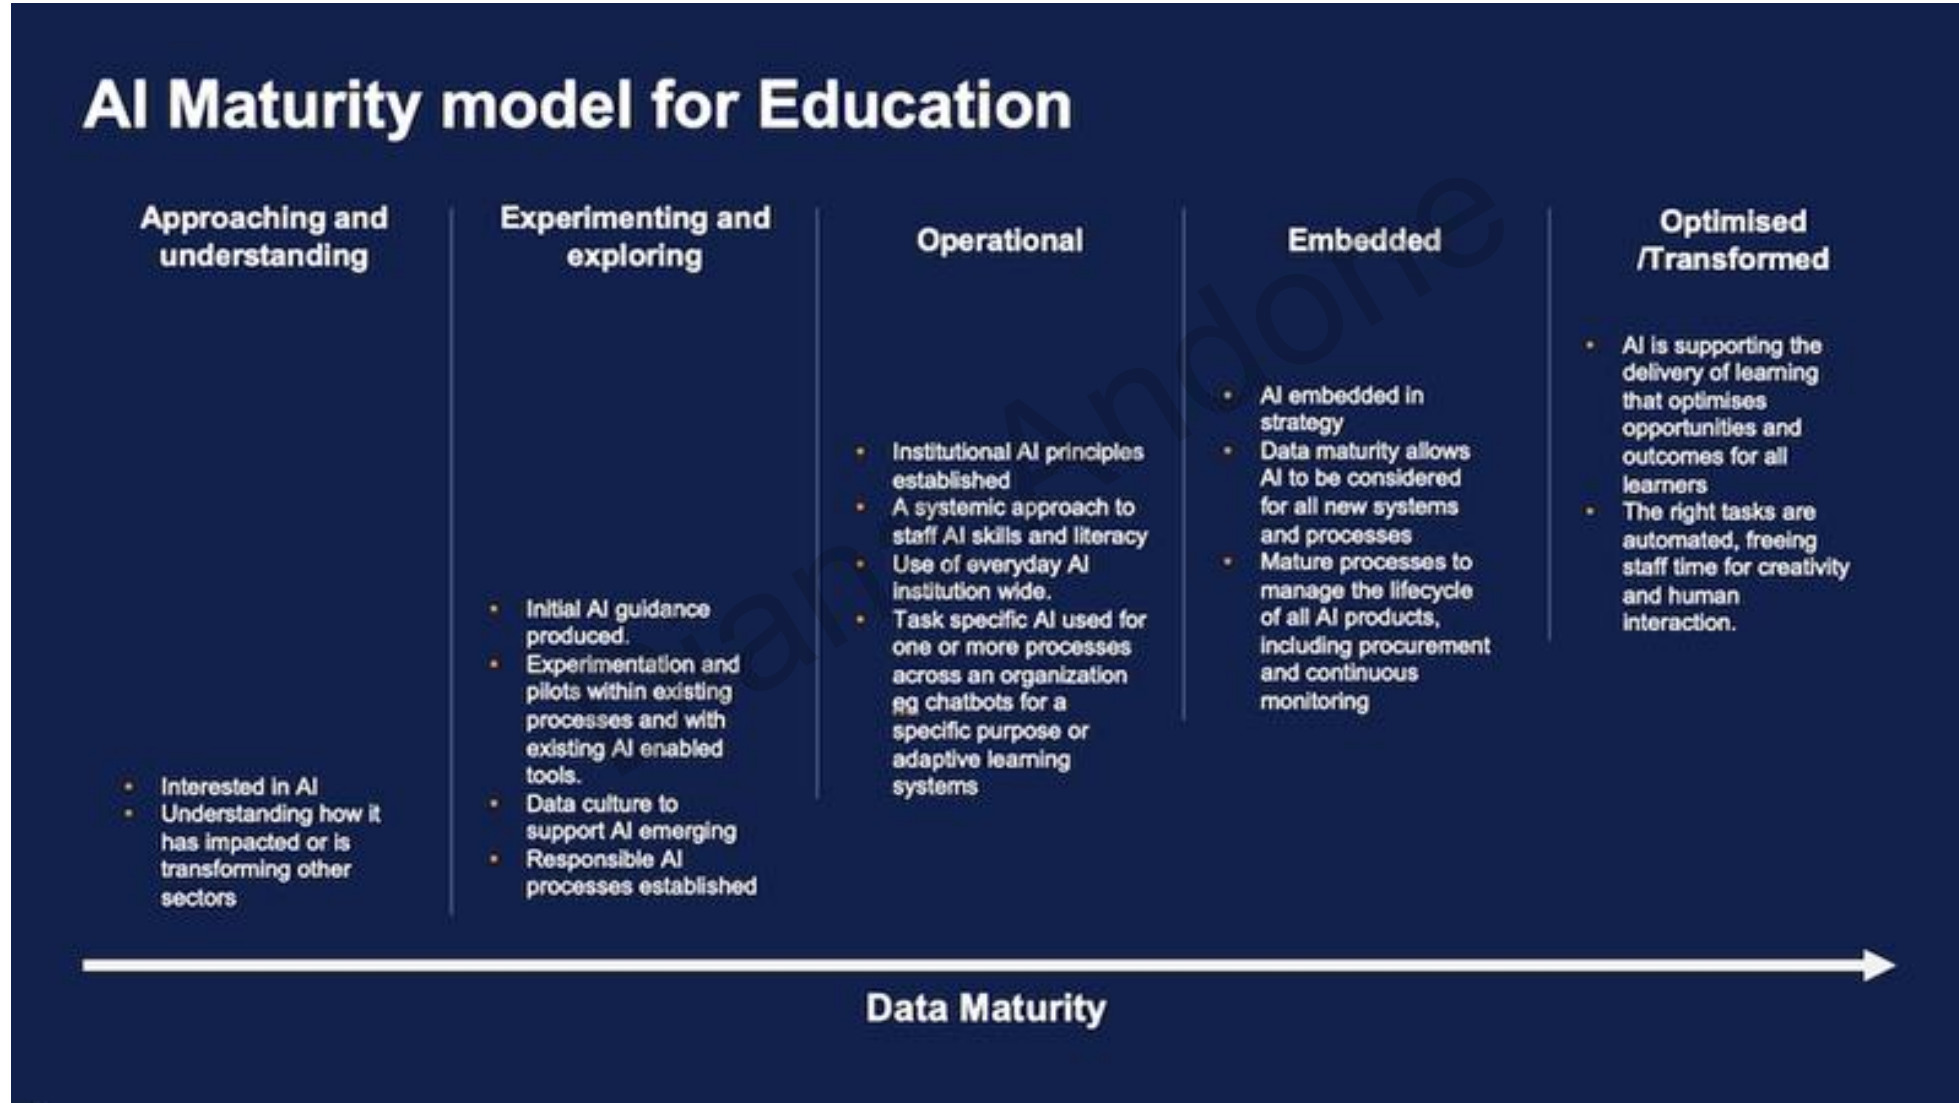 AI Maturity model for Education
Approaching and
understanding
• Interested in AI
• Understanding how it
has impacted or is
transforming other
sectors
Experimenting and
exploring
• Initial AI guidance
produced.
• Experimentation and
pilots within existing
processes and with
existing AI enabled
tools.
• Data culture to
support AI emerging
• Responsible AI
processes established
Operational
• Institutional AI principles
established
• A systemic approach to
staff AI skills and literacy
• Use of everyday AI
institution wide.
• Task specific AI used for
one or more processes
across an organization
eg chatbots for a
specific purpose or
adaptive learning
systems
Embedded
• AI embedded in
strategy
• Data maturity allows
AI to be considered
for all new systems
and processes
• Mature processes to
manage the lifecycle
of all AI products,
including procurement
and continuous
monitoring
Optimised
/Transformed
• AI is supporting the
delivery of learning
that optimises
opportunities and
outcomes for all
learners
• The right tasks are
automated, freeing
staff time for creativity
and human
interaction.
Data Maturity
Andone